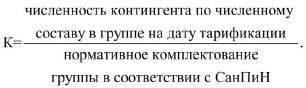 численность контингента по численному
составу в группе на дату тарификации
К=
нормативное комплектование
группы в соответствии с СанПиН
.